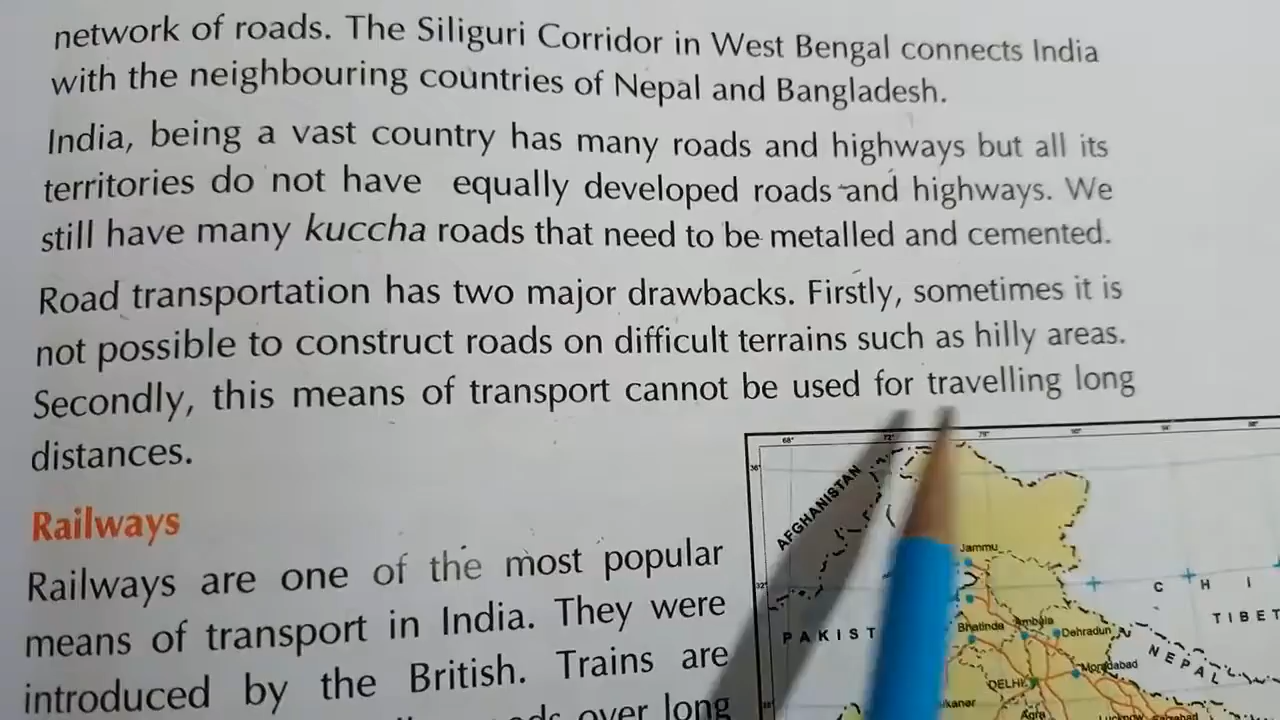 network of roads. The Siliguri Corridor in West Bengal connects India
with the neighbouring countries of Nepal and Bangladesh.
India, being a vast country has many roads and highways but all its
territories do not have equally developed roads and highways. We
still have many kuccha roads that need to be metalled and cemented.
Road transportation has two major drawbacks. Firstly, sometimes it is
not possible to construct roads on difficult terrains such as hilly areas.
Secondly, this means of transport cannot be used for travelling long
distances.
Railways
Railways are one of the most popular
means of transport in India. They were
introduced by the British. Trains are
over long
68°
72°
AFGHANISTAN
Jammu
C H I
TIBET
PAKIST
Bhatinda
Ambala
Dehradun
NEPAL
Moradabad
DELHI
Agra